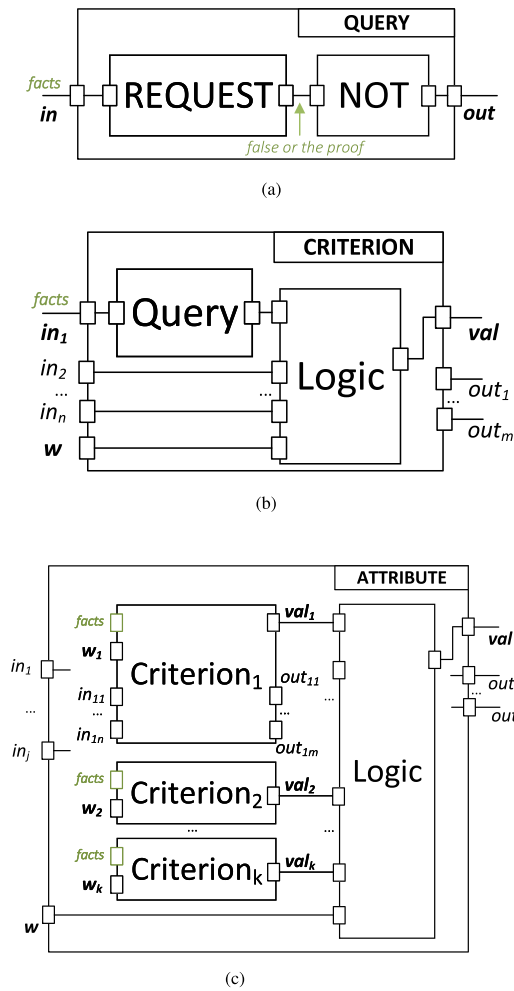 QUERY
facts
in
REQUEST
NOT
out
false or the proof
(a)
CRITERION
facts
in1
Query
val
in2
...
...
Logic
out1
...
inn
outm
w
(b)
ATTRIBUTE
facts
val1
val
w1
in1
Criterion1
...
out11
out
...
in11
...
...
...
out
in1n
out1m
inj
facts
Logic
Criterion2
val2
w2
...
...
facts
Criterionk
valk
wk
w
(c)